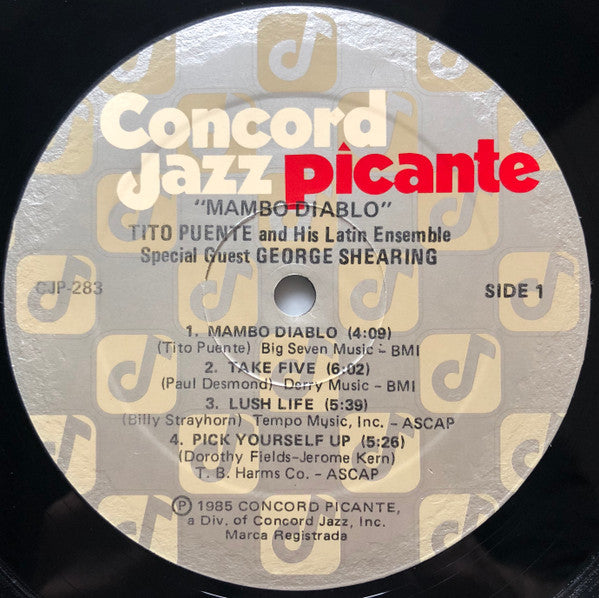 Concord
Jazz picante
"MAMBO DIABLO"
TITO PUENTE and His Latin Ensemble
Special Guest GEORGE SHEARING
CJP-283
SIDE 1
1. MAMBO DIABLO (4:09)
(Tito Puente) Big Seven Music - BMI
2. TAKE FIVE (6:02)
(Paul Desmond) Derry Music - BMI
3. LUSH LIFE (5:39)
(Billy Strayhorn) Tempo Music, Inc. - ASCAP
4. PICK YOURSELF UP (5:26)
(Dorothy Fields-Jerome Kern)
T. B. Harms Co. - ASCAP
Ⓟ 1985 CONCORD PICANTE,
a Div. of Concord Jazz, Inc.
Marca Registrada